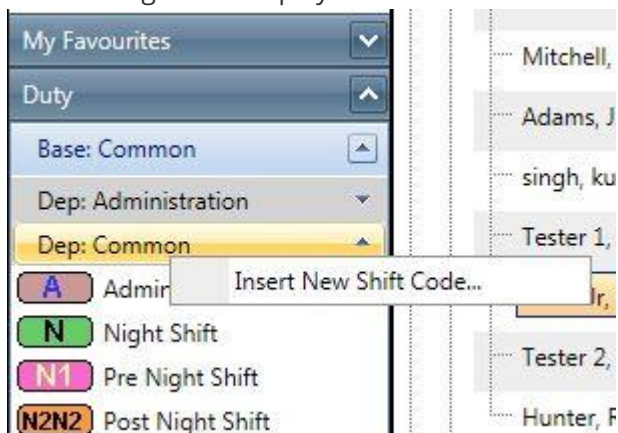 My Favourites
Duty
Base: Common
Dep: Administration
Dep: Common
Insert New Shift Code...
A Admin
N Night Shift
N1 Pre Night Shift
N2N2 Post Night Shift
Mitchell,
Adams, J
singh, ku
Tester 1,
Jr,
Tester 2,
Hunter, F